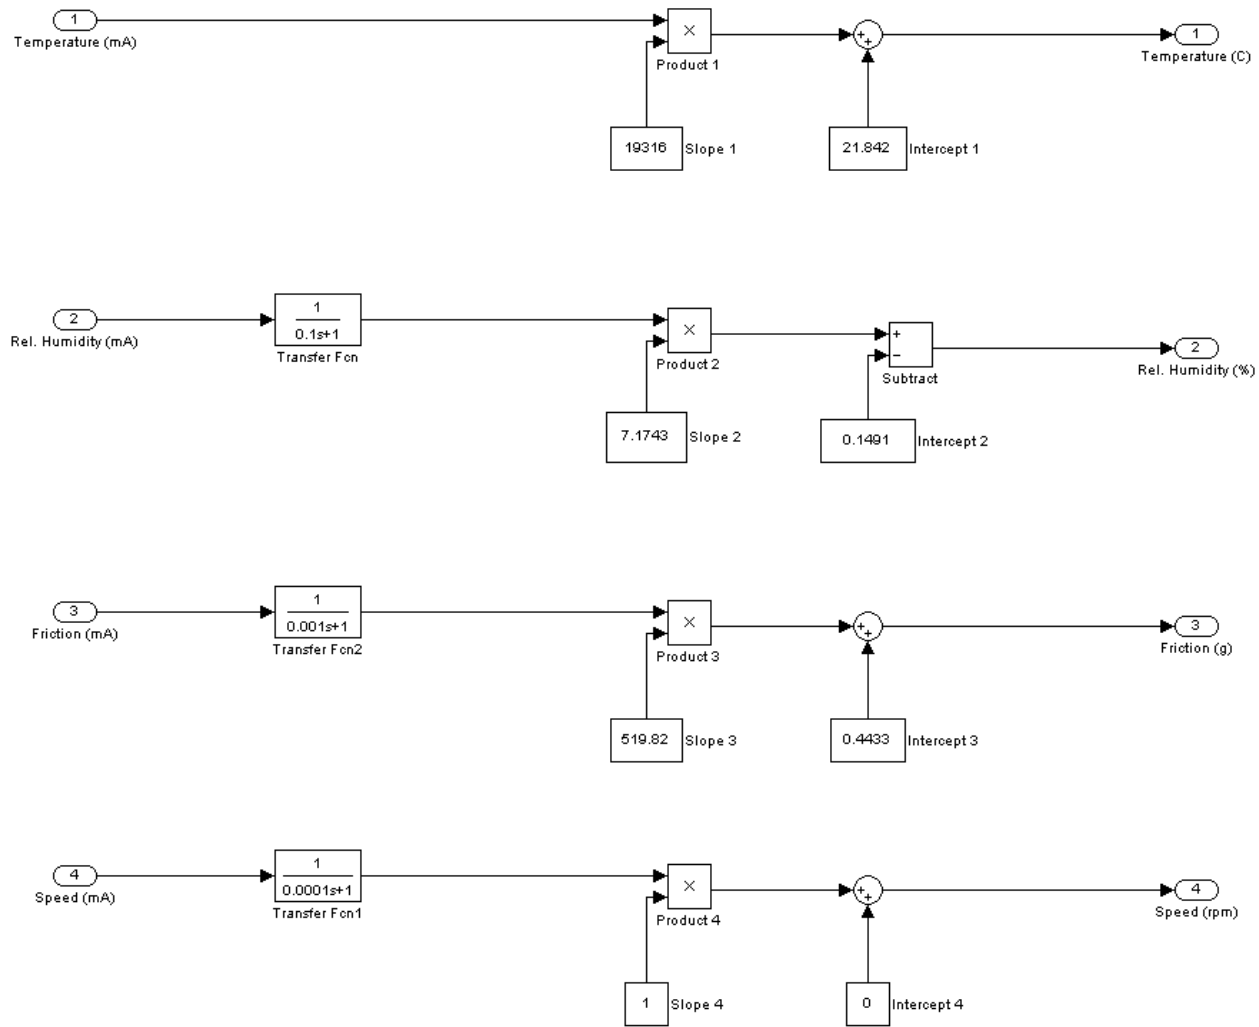 1
Temperature (mA)
×
Product 1
+
+
1
Temperature (C)
19316
Slope 1
21.842
Intercept 1
2
Rel. Humidity (mA)
1
0.1s+1
Transfer Fcn
×
Product 2
+
−
Subtract
2
Rel. Humidity (%)
7.1743
Slope 2
0.1491
Intercept 2
3
Friction (mA)
1
0.001s+1
Transfer Fcn2
×
Product 3
+
+
3
Friction (g)
519.82
Slope 3
0.4433
Intercept 3
4
Speed (mA)
1
0.0001s+1
Transfer Fcn1
×
Product 4
+
+
4
Speed (rpm)
1
Slope 4
0
Intercept 4